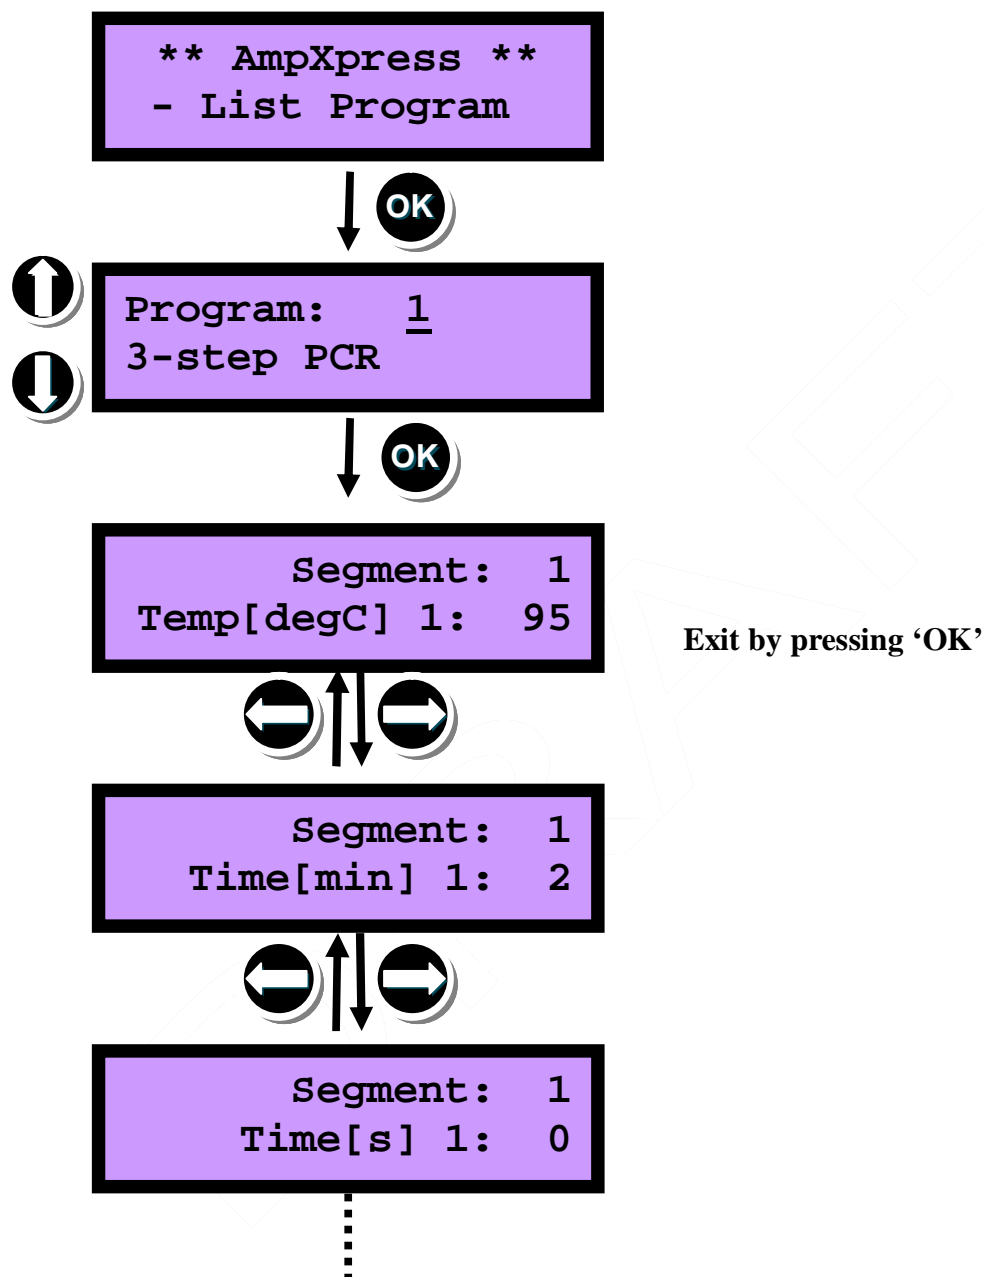 ** AmpXpress **
- List Program
OK
Program: 1
3-step PCR
OK
Segment: 1
Temp[degC] 1: 95
Exit by pressing ‘OK’
Segment: 1
Time[min] 1: 2
Segment: 1
Time[s] 1: 0